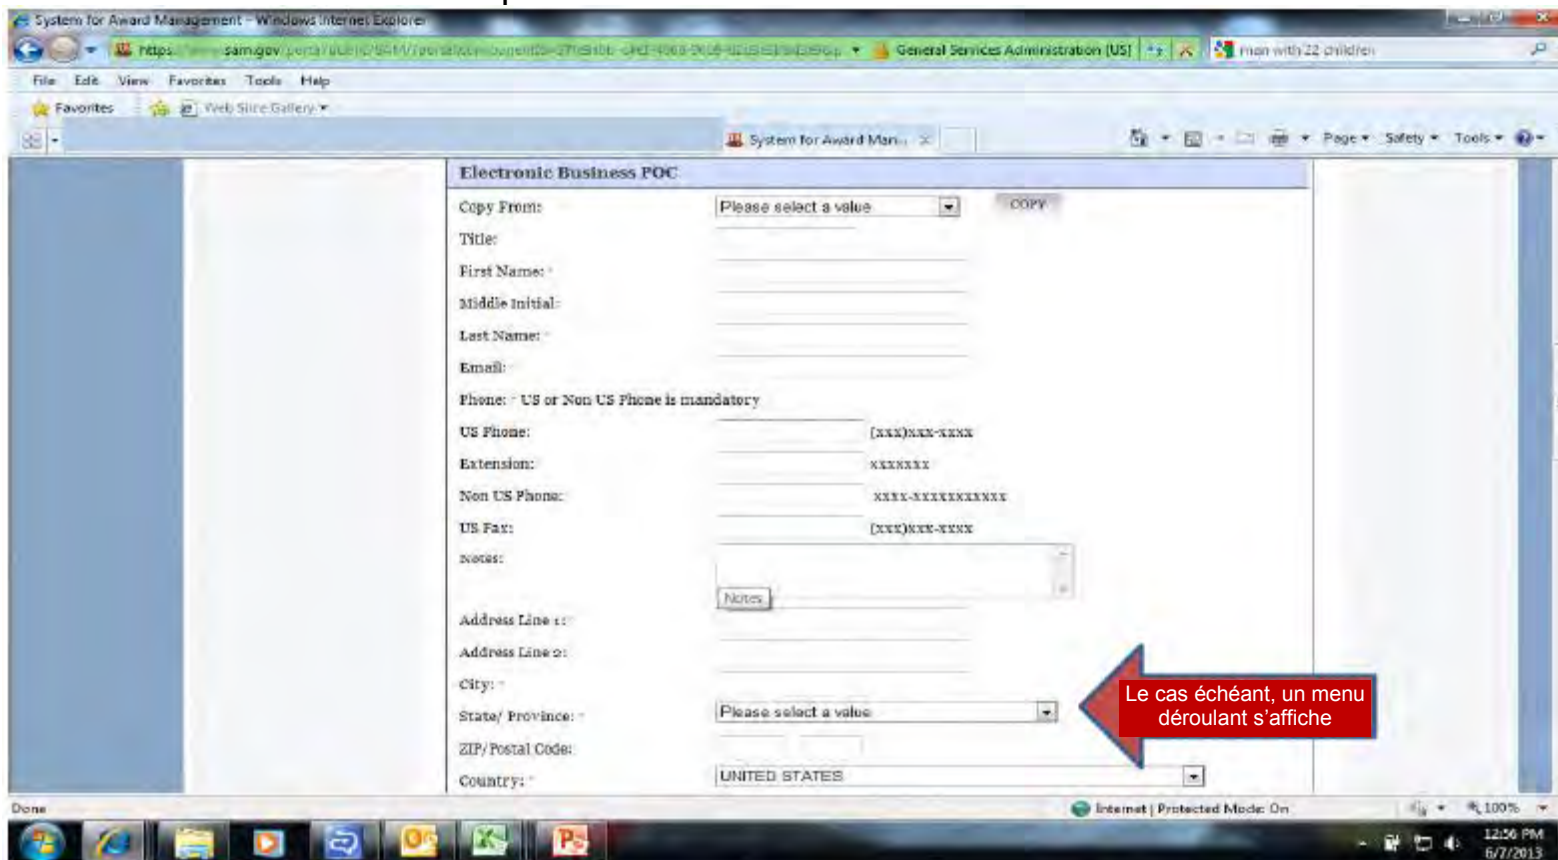 System for Award Management - Windows Internet Explorer
https sam.gov General Services Administration [US] man with 22 children
File Edit View Favorites Tools Help
Favorites Web Slice Gallery
System for Award Man... Page Safety Tools
Electronic Business POC
Copy From: Please select a value COPY
Title:
First Name: *
Middle Initial:
Last Name: *
Email:
Phone: * US or Non US Phone is mandatory
US Phone: (xxx)xxx-xxxx
Extension: xxxxxxx
Non US Phone: xxxx-xxxxxxxxxxx
US Fax: (xxx)xxx-xxxx
Notes:
Notes
Address Line 1:
Address Line 2:
City: *
State/ Province: * Please select a value
Le cas échéant, un menu
déroulant s'affiche
ZIP/Postal Code:
Country: * UNITED STATES
Done Internet | Protected Mode: On 100%
12:56 PM
6/7/2013